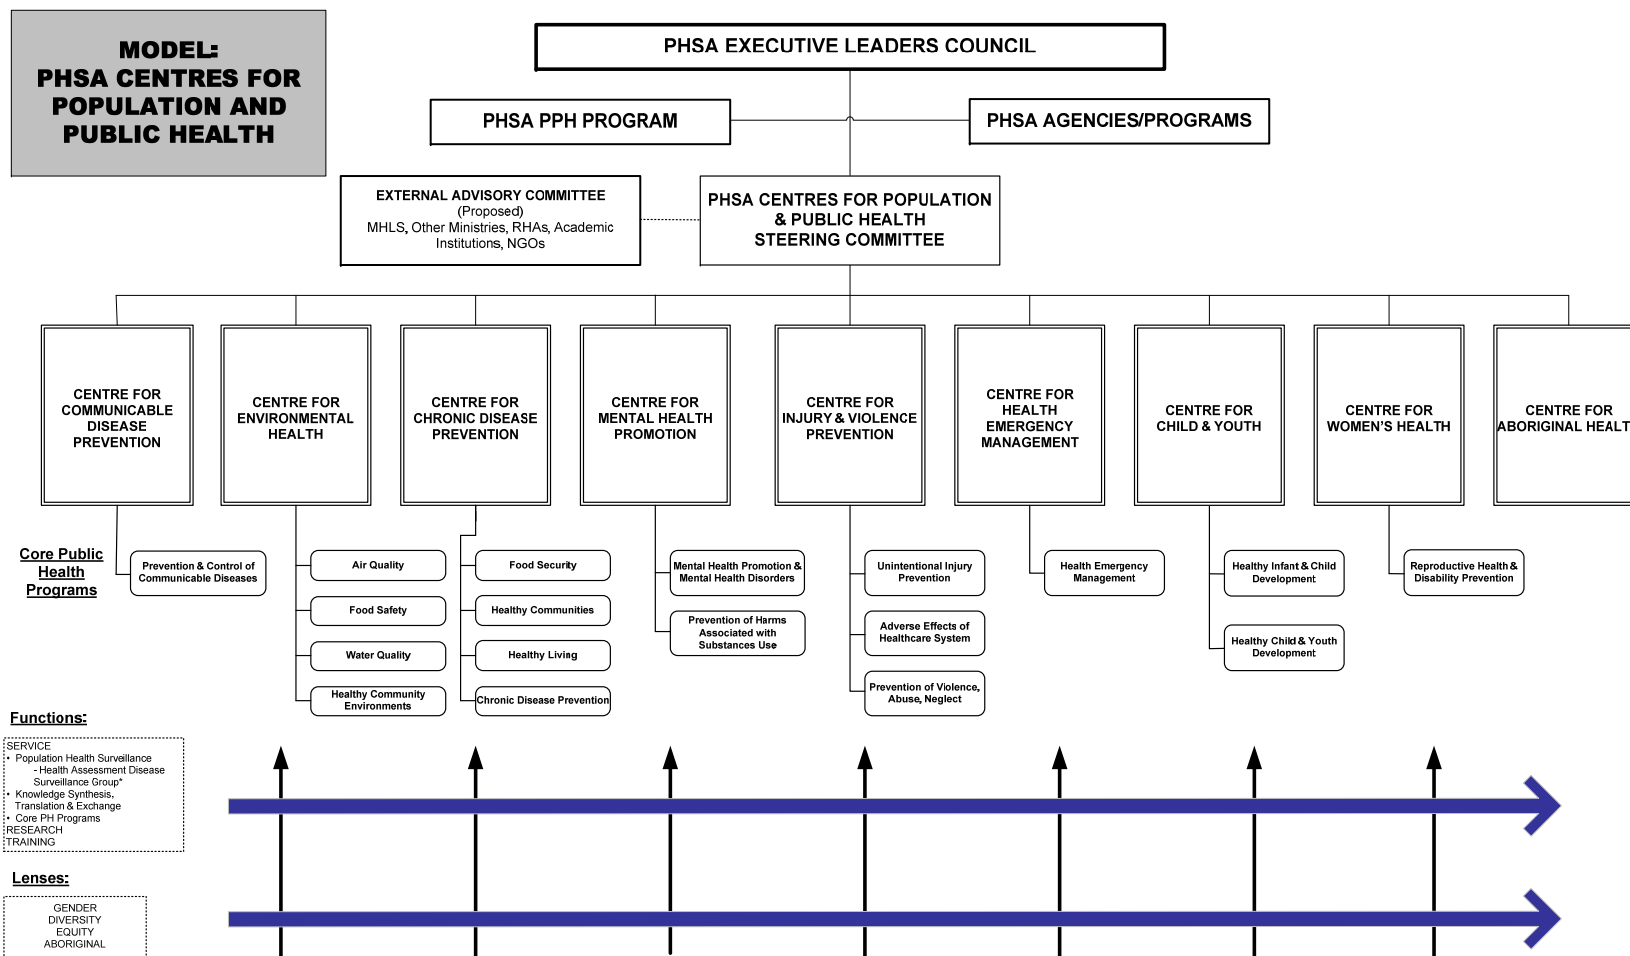 MODEL:
PHSA CENTRES FOR
POPULATION AND
PUBLIC HEALTH
PHSA EXECUTIVE LEADERS COUNCIL
PHSA PPH PROGRAM
PHSA AGENCIES/PROGRAMS
EXTERNAL ADVISORY COMMITTEE
(Proposed)
MHLS, Other Ministries, RHAs, Academic
Institutions, NGOs
PHSA CENTRES FOR POPULATION
& PUBLIC HEALTH
STEERING COMMITTEE
CENTRE FOR
COMMUNICABLE
DISEASE
PREVENTION
CENTRE FOR
ENVIRONMENTAL
HEALTH
CENTRE FOR
CHRONIC DISEASE
PREVENTION
CENTRE FOR
MENTAL HEALTH
PROMOTION
CENTRE FOR
INJURY & VIOLENCE
PREVENTION
CENTRE FOR
HEALTH
EMERGENCY
MANAGEMENT
CENTRE FOR
CHILD & YOUTH
CENTRE FOR
WOMEN'S HEALTH
CENTRE FOR
ABORIGINAL HEALT
Core Public
Health
Programs
Prevention & Control of
Communicable Diseases
Air Quality
Food Safety
Water Quality
Healthy Community
Environments
Food Security
Healthy Communities
Healthy Living
Chronic Disease Prevention
Mental Health Promotion &
Mental Health Disorders
Prevention of Harms
Associated with
Substances Use
Unintentional Injury
Prevention
Adverse Effects of
Healthcare System
Prevention of Violence,
Abuse, Neglect
Health Emergency
Management
Healthy Infant & Child
Development
Healthy Child & Youth
Development
Reproductive Health &
Disability Prevention
Functions:
SERVICE
• Population Health Surveillance
- Health Assessment Disease
Surveillance Group*
• Knowledge Synthesis,
Translation & Exchange
• Core PH Programs
RESEARCH
TRAINING
Lenses:
GENDER
DIVERSITY
EQUITY
ABORIGINAL